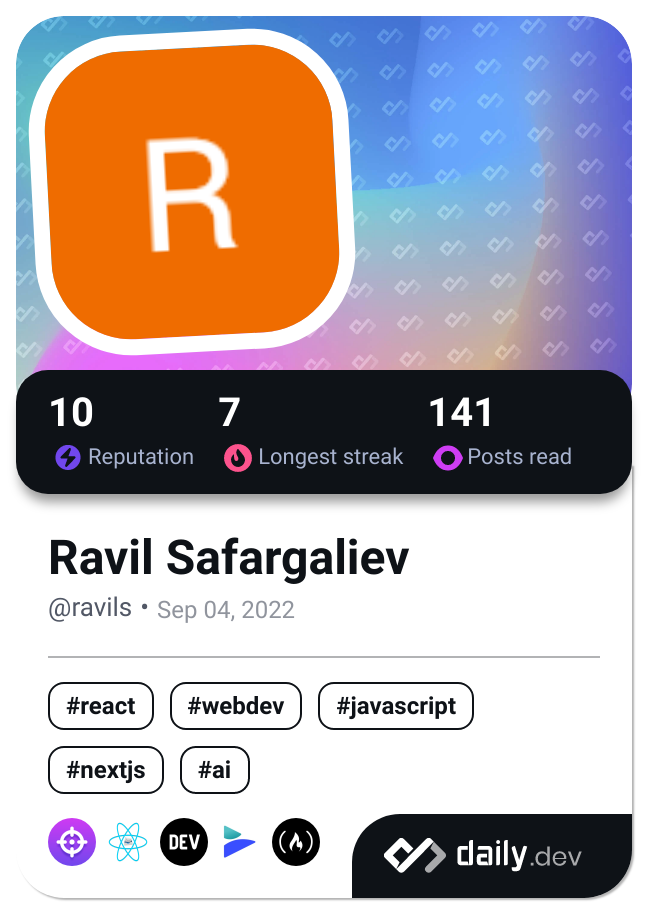 R
10 7 141
Reputation Longest streak Posts read
Ravil Safargaliev
@ravils • Sep 04, 2022
#react #webdev #javascript
#nextjs #ai
DEV
daily.dev